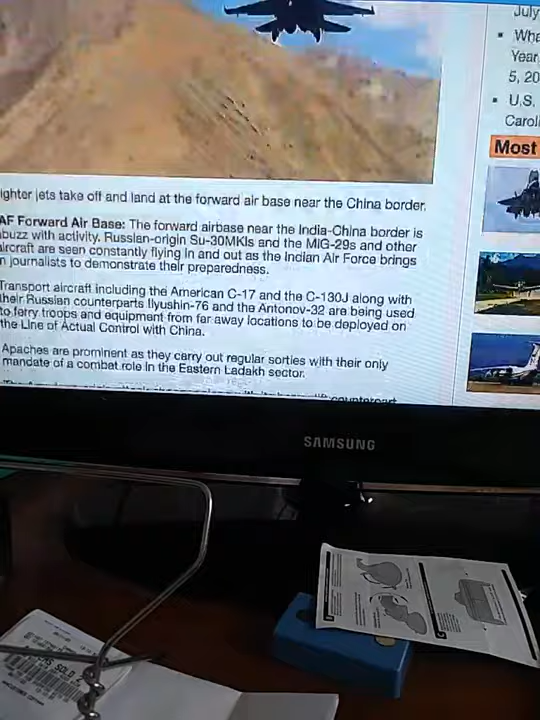 July
Wha
Year
5, 20
U.S.
Caroli
Most
ighter jets take off and land at the forward air base near the China border.
AF Forward Air Base: The forward airbase near the India-China border is
buzz with activity. Russian-origin Su-30MKIs and the MiG-29s and other
ircraft are seen constantly flying in and out as the Indian Air Force brings
n journalists to demonstrate their preparedness.
Transport aircraft including the American C-17 and the C-130J along with
their Russian counterparts Ilyushin-76 and the Antonov-32 are being used
to ferry troops and equipment from far away locations to be deployed on
the Line of Actual Control with China.
Apaches are prominent as they carry out regular sorties with their only
mandate of a combat role in the Eastern Ladakh sector.
SAMSUNG